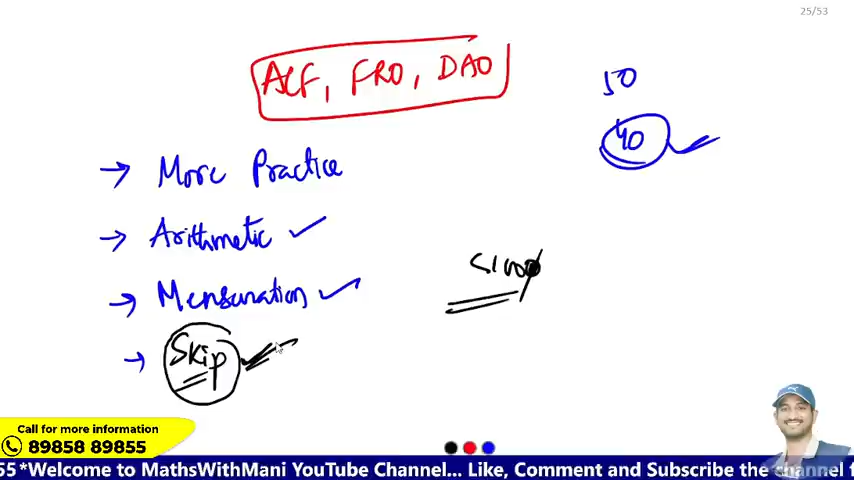 25/53
ACF, FRO, DAO
50
40
→ More Practice
→ Arithmetic ✓
→ Mensuration ✓
→ Skip
Call for more information
89858 89855
55 *Welcome to MathsWithMani YouTube Channel... Like, Comment and Subscribe the channel f